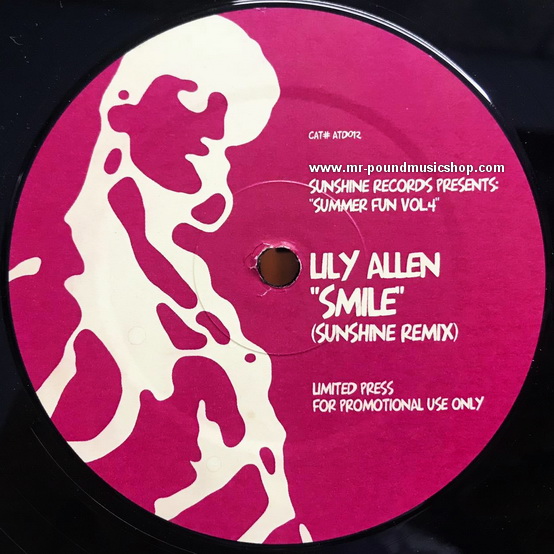 CAT# ATD012
www.mr-poundmusicshop.com
SUNSHINE RECORDS PRESENTS:
"SUMMER FUN VOL.4"
LILY ALLEN
"SMILE"
(SUNSHINE REMIX)
LIMITED PRESS
FOR PROMOTIONAL USE ONLY